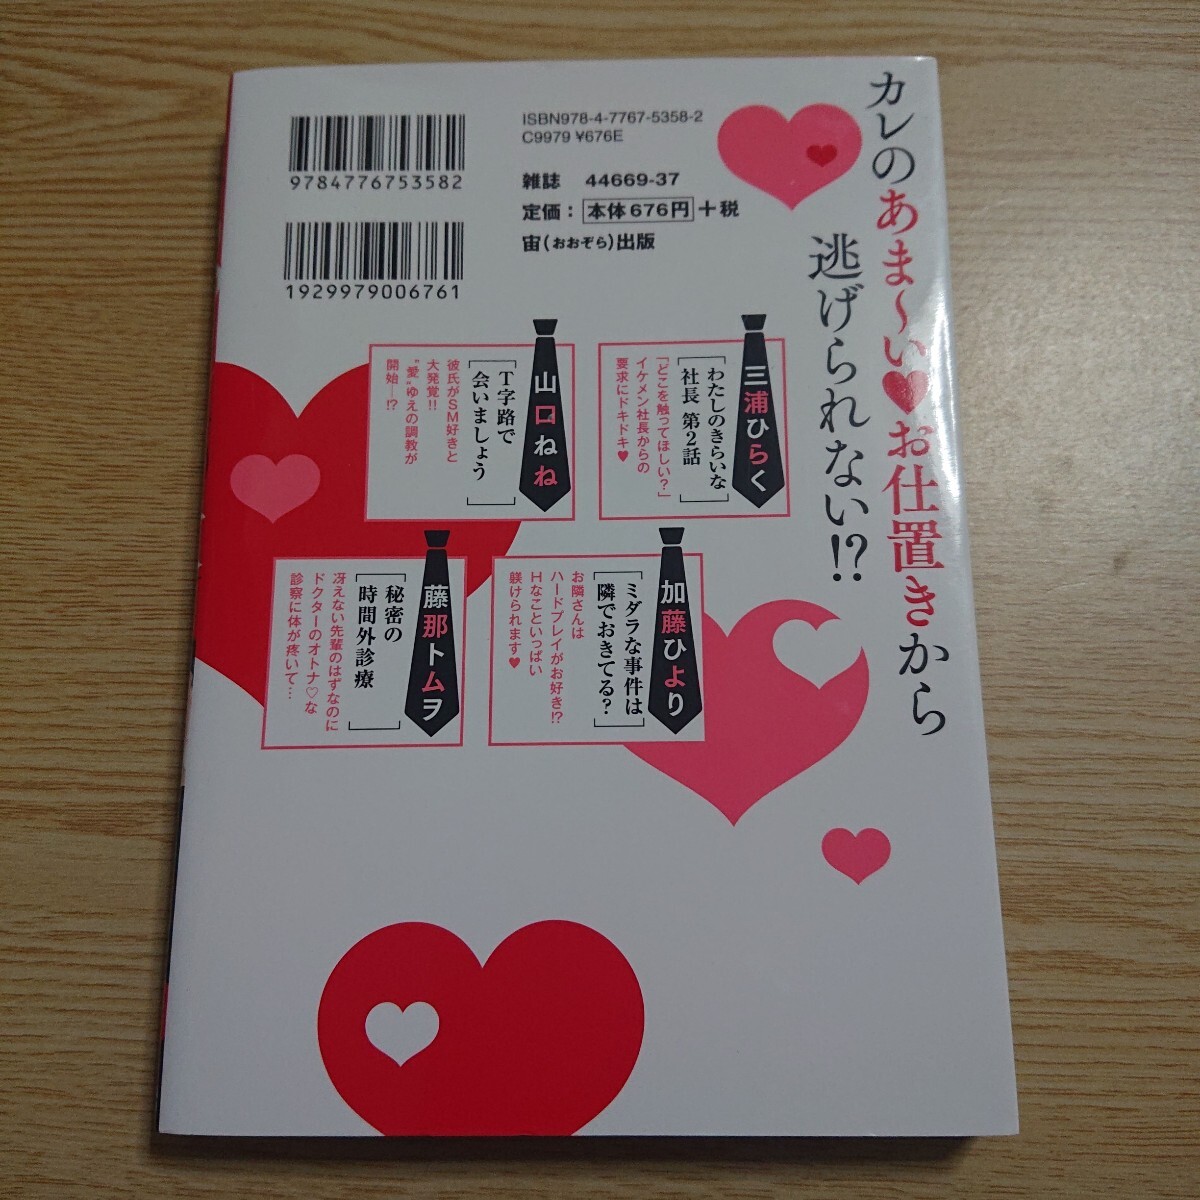 カレのあま〜い♥お仕置きから
逃げられない!?
ISBN978-4-7767-5358-2
C9979 ¥676E
9784776753582
雑誌 44669-37
定価：本体676円+税
宙（おおぞら）出版
1929979006761
三浦ひらく
わたしのきらいな
社長 第2話
「どこを触ってほしい？」
イケメン社長からの
要求にドキドキ♥
山口ねね
T字路で
会いましょう
彼氏がSM好きと
大発覚!!
“愛”ゆえの調教が
開始―!?
加藤ひより
ミダラな事件は
隣でおきてる？
お隣さんは
ハードプレイがお好き!?
Hなこといっぱい
躾けられます♥
藤那トムヲ
秘密の
時間外診療
冴えない先輩のはずなのに
ドクターのオトナ♡な
診察に体が疼いて…